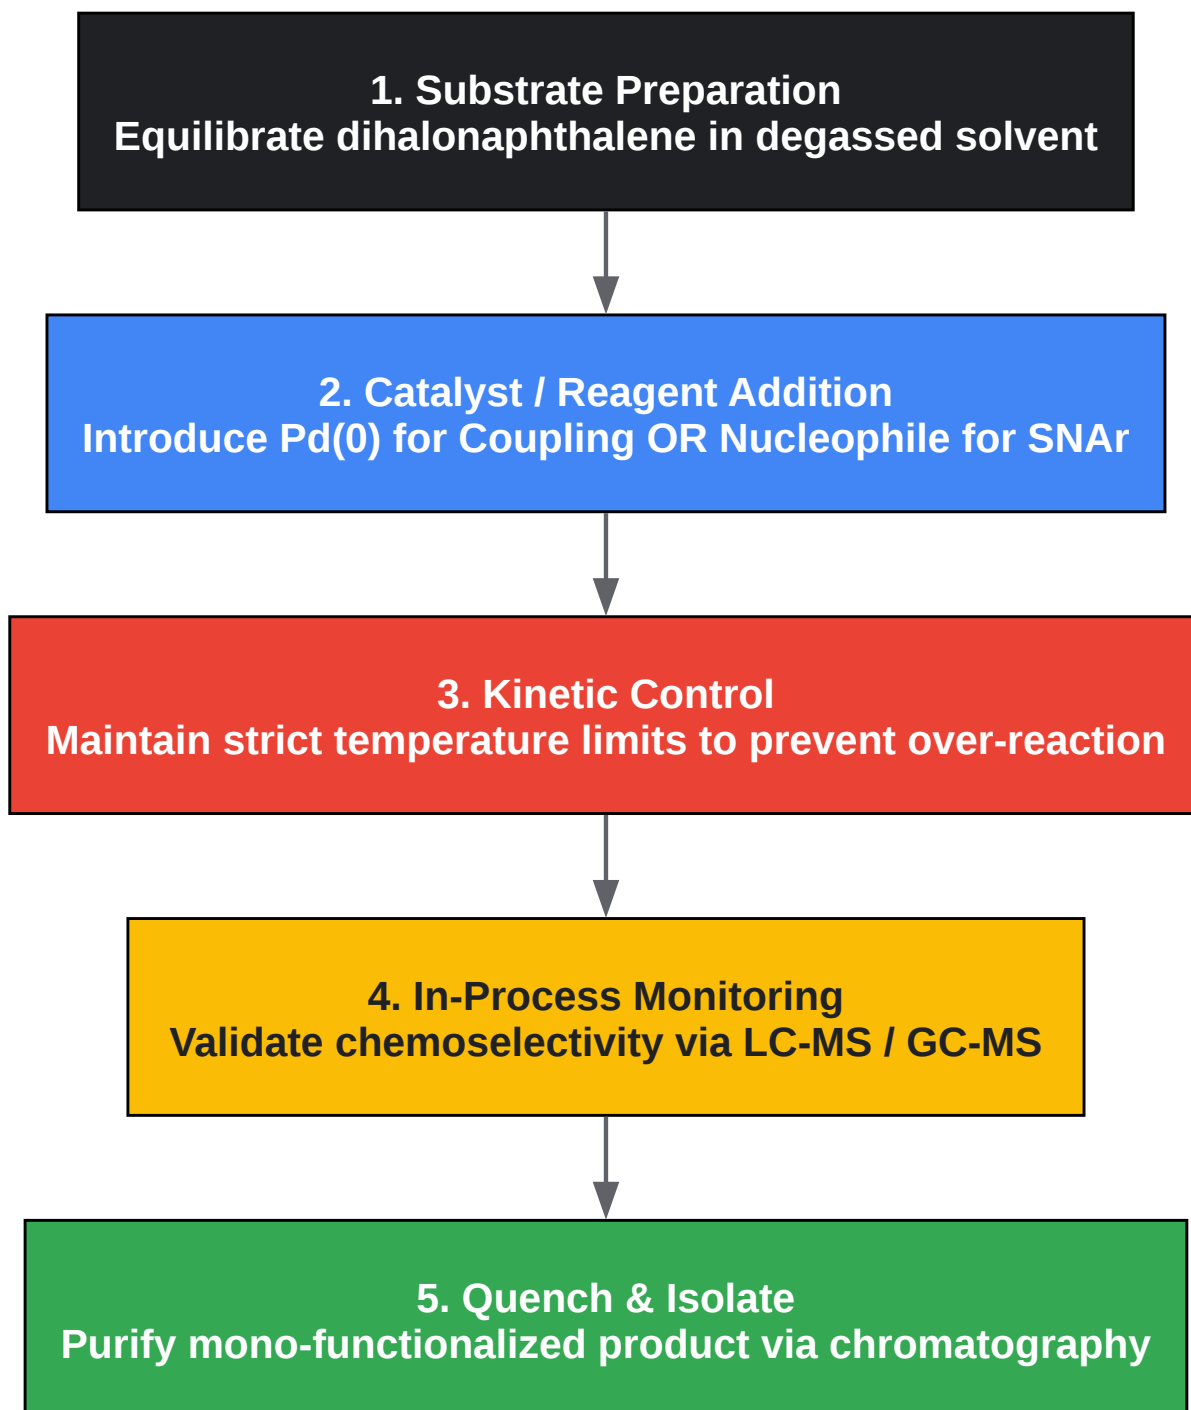 1. Substrate Preparation
Equilibrate dihalonaphthalene in degassed solvent
2. Catalyst / Reagent Addition
Introduce Pd(0) for Coupling OR Nucleophile for SNAr
3. Kinetic Control
Maintain strict temperature limits to prevent over-reaction
4. In-Process Monitoring
Validate chemoselectivity via LC-MS / GC-MS
5. Quench & Isolate
Purify mono-functionalized product via chromatography